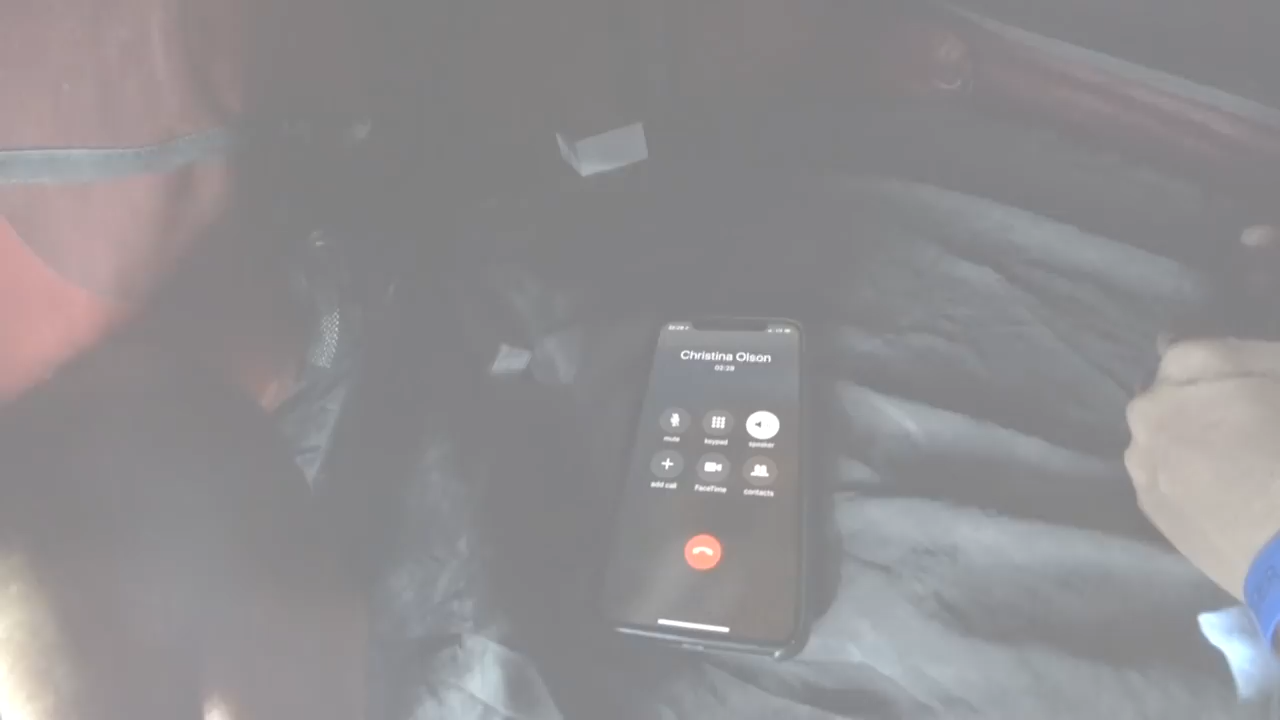 Christina Olson
02:29
mute
keypad
speaker
add call
FaceTime
contacts